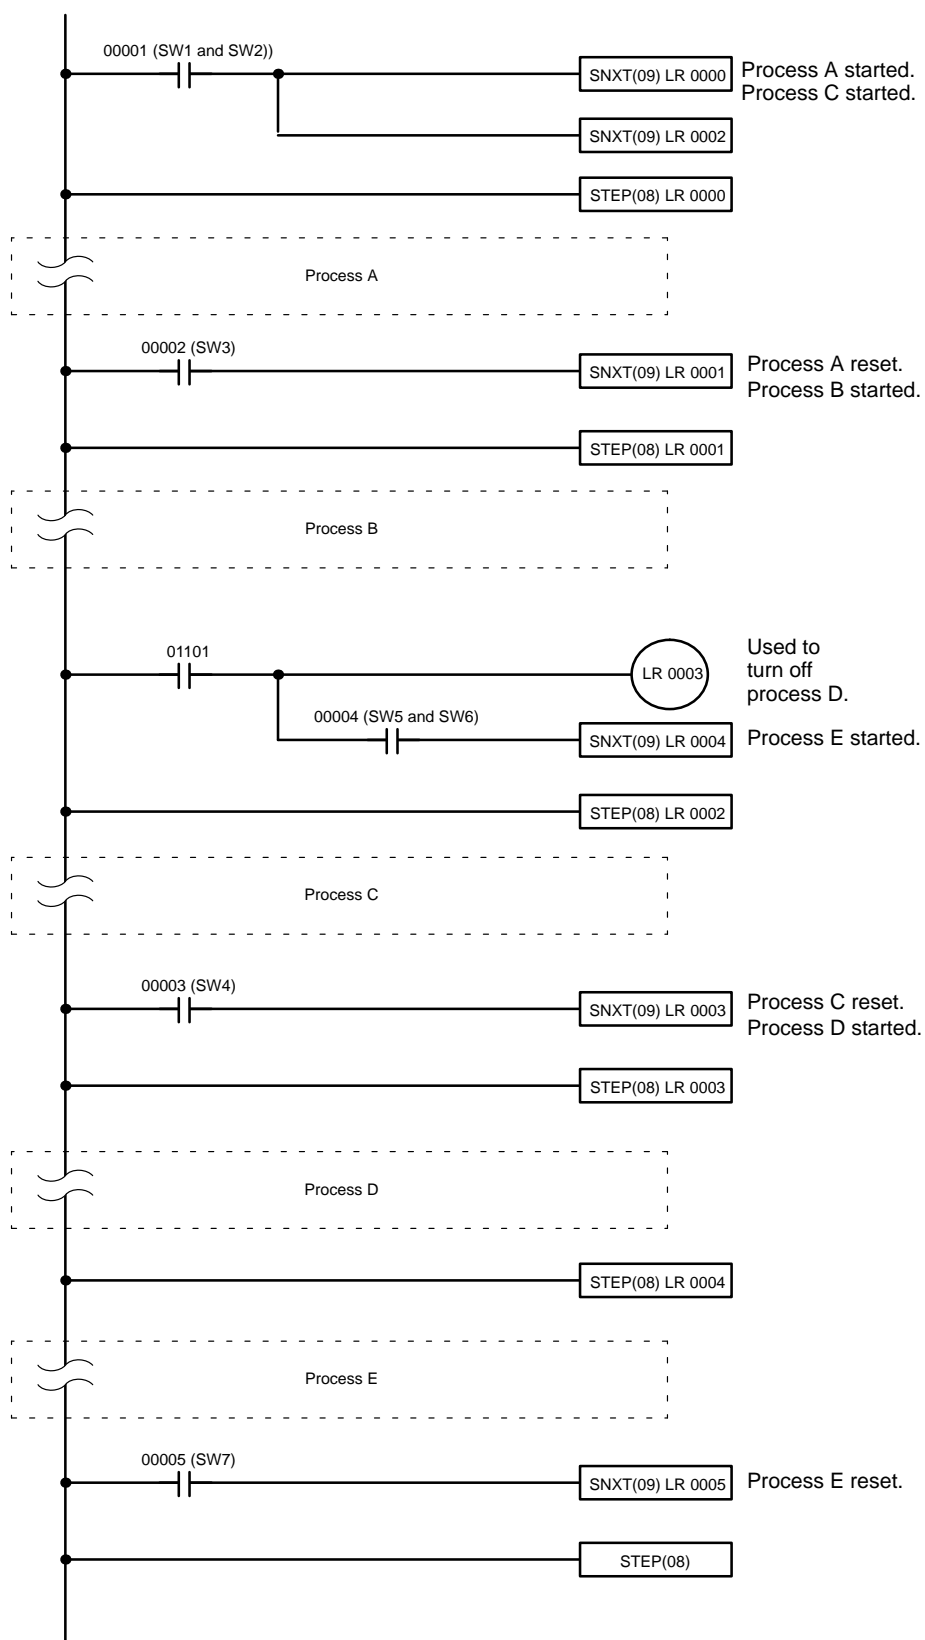 00001 (SW1 and SW2))
SNXT(09) LR 0000
Process A started.
Process C started.
SNXT(09) LR 0002
STEP(08) LR 0000
Process A
00002 (SW3)
SNXT(09) LR 0001
Process A reset.
Process B started.
STEP(08) LR 0001
Process B
01101
LR 0003
Used to
turn off
process D.
00004 (SW5 and SW6)
SNXT(09) LR 0004
Process E started.
STEP(08) LR 0002
Process C
00003 (SW4)
SNXT(09) LR 0003
Process C reset.
Process D started.
STEP(08) LR 0003
Process D
STEP(08) LR 0004
Process E
00005 (SW7)
SNXT(09) LR 0005
Process E reset.
STEP(08)